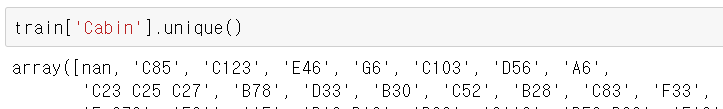 train['Cabin'].unique()
array([nan, 'C85', 'C123', 'E46', 'G6', 'C103', 'D56', 'A6',
'C23 C25 C27', 'B78', 'D33', 'B30', 'C52', 'B28', 'C83', 'F33',